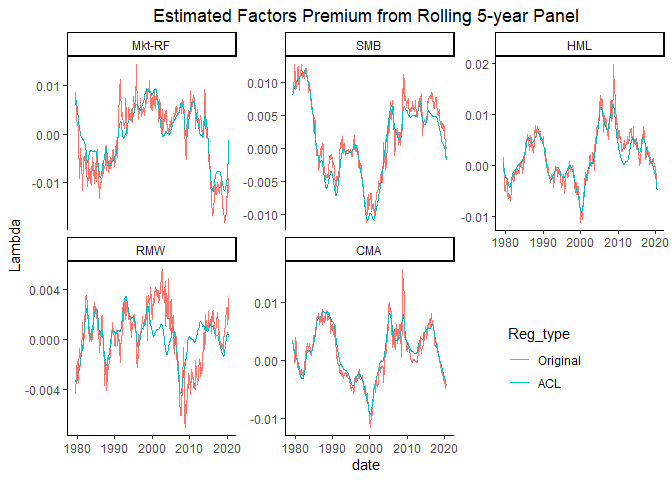 Estimated Factors Premium from Rolling 5-year Panel
Mkt-RF
SMB
HML
0.01
0.00
-0.01
0.010
0.005
0.000
-0.005
-0.010
0.02
0.01
0.00
-0.01
1980 1990 2000 2010 2020
Lambda
RMW
CMA
0.004
0.000
-0.004
0.01
0.00
-0.01
Reg_type
Original
ACL
1980 1990 2000 2010 2020
1980 1990 2000 2010 2020
date